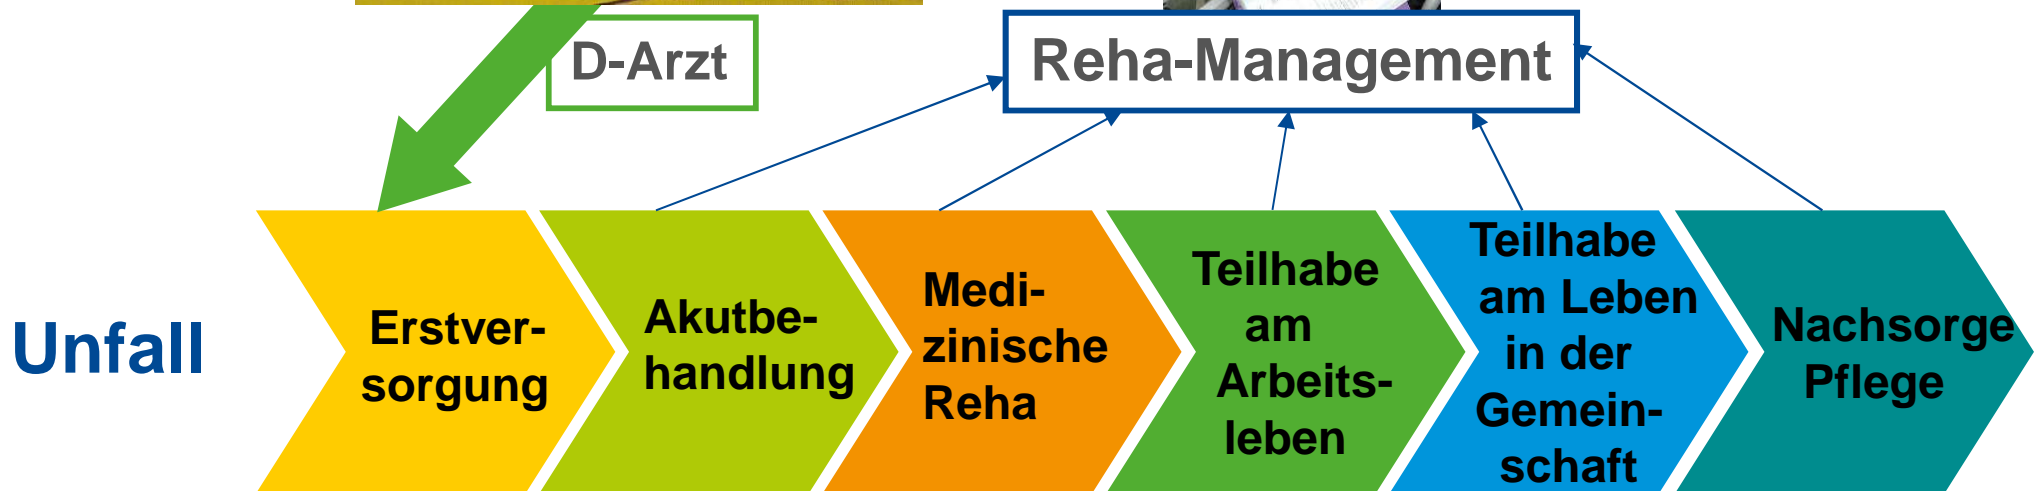 D-Arzt
Reha-Management
Unfall
Erstver-
sorgung
Akutbe-
handlung
Medi-
zinische
Reha
Teilhabe
am
Arbeits-
leben
Teilhabe
am Leben
in der
Gemein-
schaft
Nachsorge
Pflege